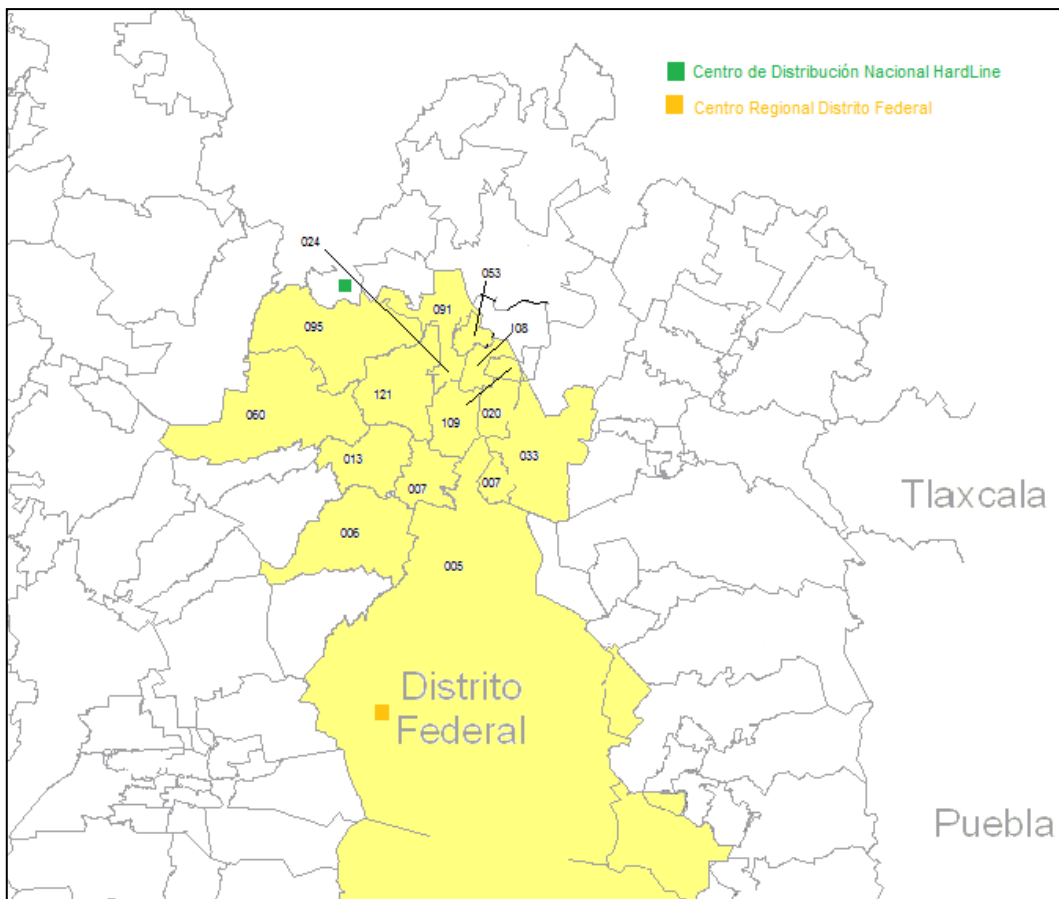 Centro de Distribución Nacional HardLine
Centro Regional Distrito Federal
024
053
091
I08
095
121
060
109
020
013
033
007
007
006
005
Tlaxcala
Distrito
Federal
Puebla